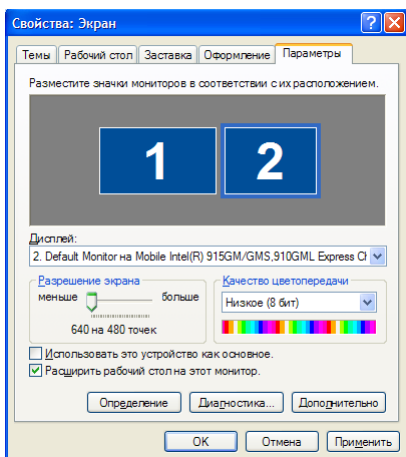 Свойства: Экран
Темы Рабочий стол Заставка Оформление Параметры
Разместите значки мониторов в соответствии с их расположением.
1 2
Дисплей:
2. Default Monitor на Mobile Intel(R) 915GM/GMS,910GML Express Cl
Разрешение экрана Качество цветопередачи
меньше больше Низкое (8 бит)
640 на 480 точек
Использовать это устройство как основное.
Расширить рабочий стол на этот монитор.
Определение Диагностика... Дополнительно
OK Отмена Применить